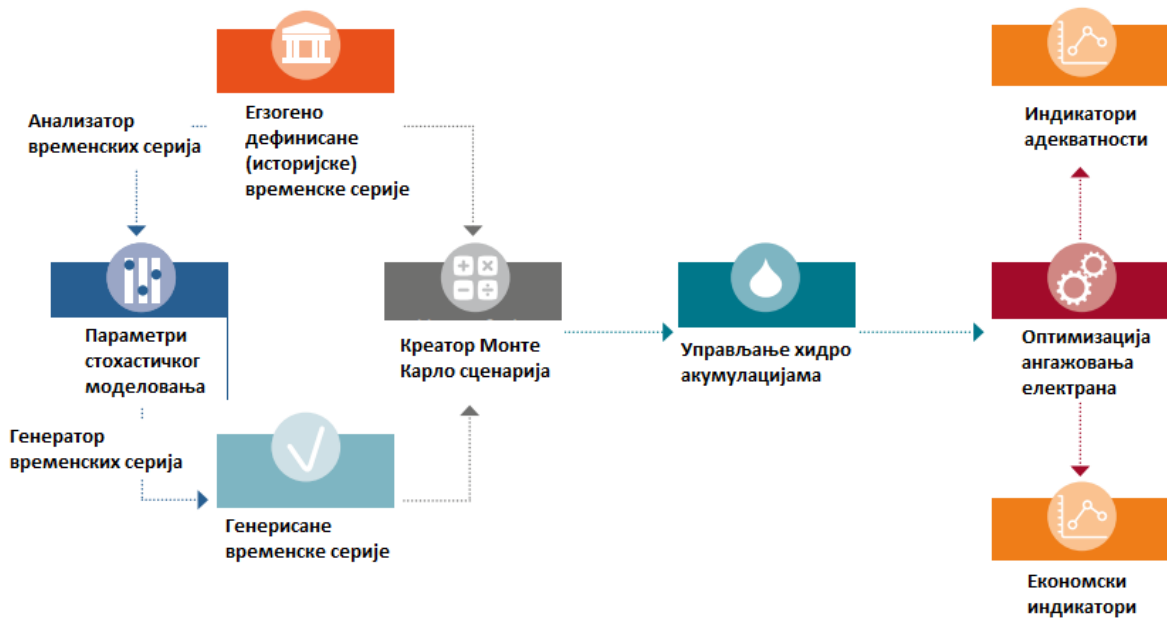 Анализатор
временских серија
Егзогено
дефинисане
(историјске)
временске серије
Индикатори
адекватности
Параметри
стохастичког
моделовања
Креатор Монте
Карло сценарија
Управљање хидро
акумулацијама
Оптимизација
ангажовања
електрана
Генератор
временских серија
Генерисане
временске серије
Економски
индикатори